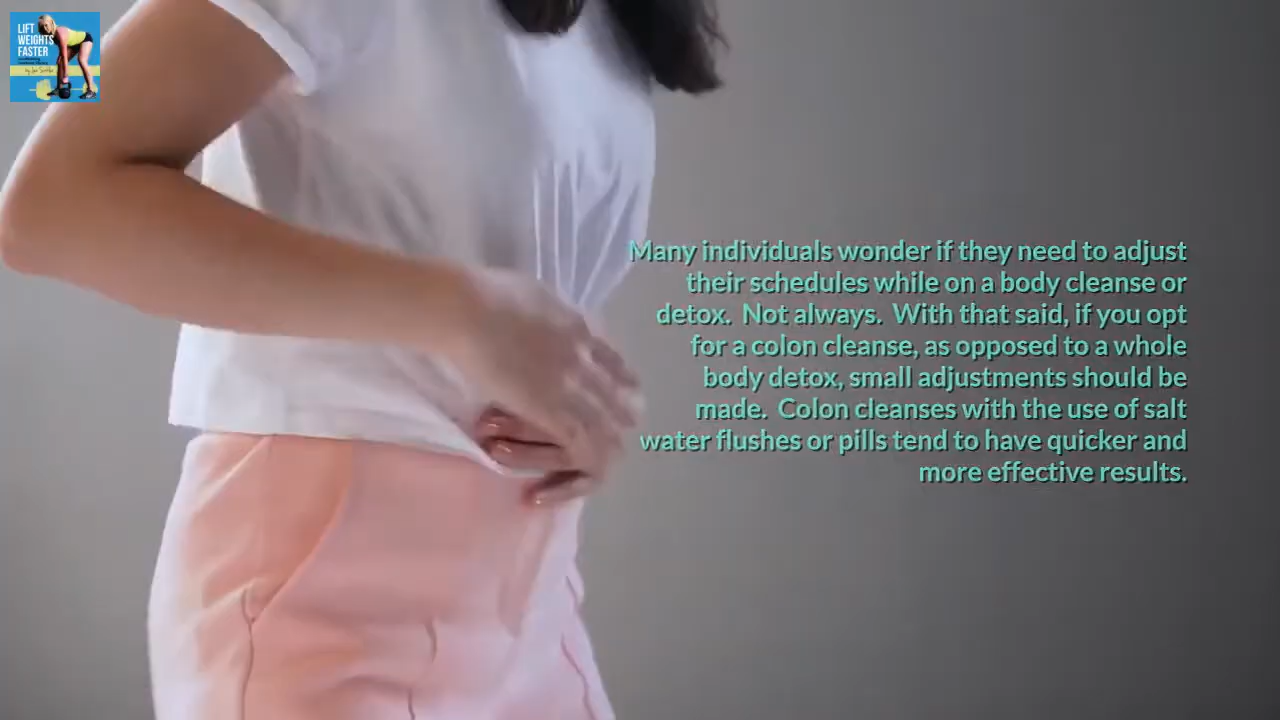 LIFT
WEIGHTS
FASTER
Many individuals wonder if they need to adjust
their schedules while on a body cleanse or
detox.  Not always.  With that said, if you opt
for a colon cleanse, as opposed to a whole
body detox, small adjustments should be
made.  Colon cleanses with the use of salt
water flushes or pills tend to have quicker and
more effective results.